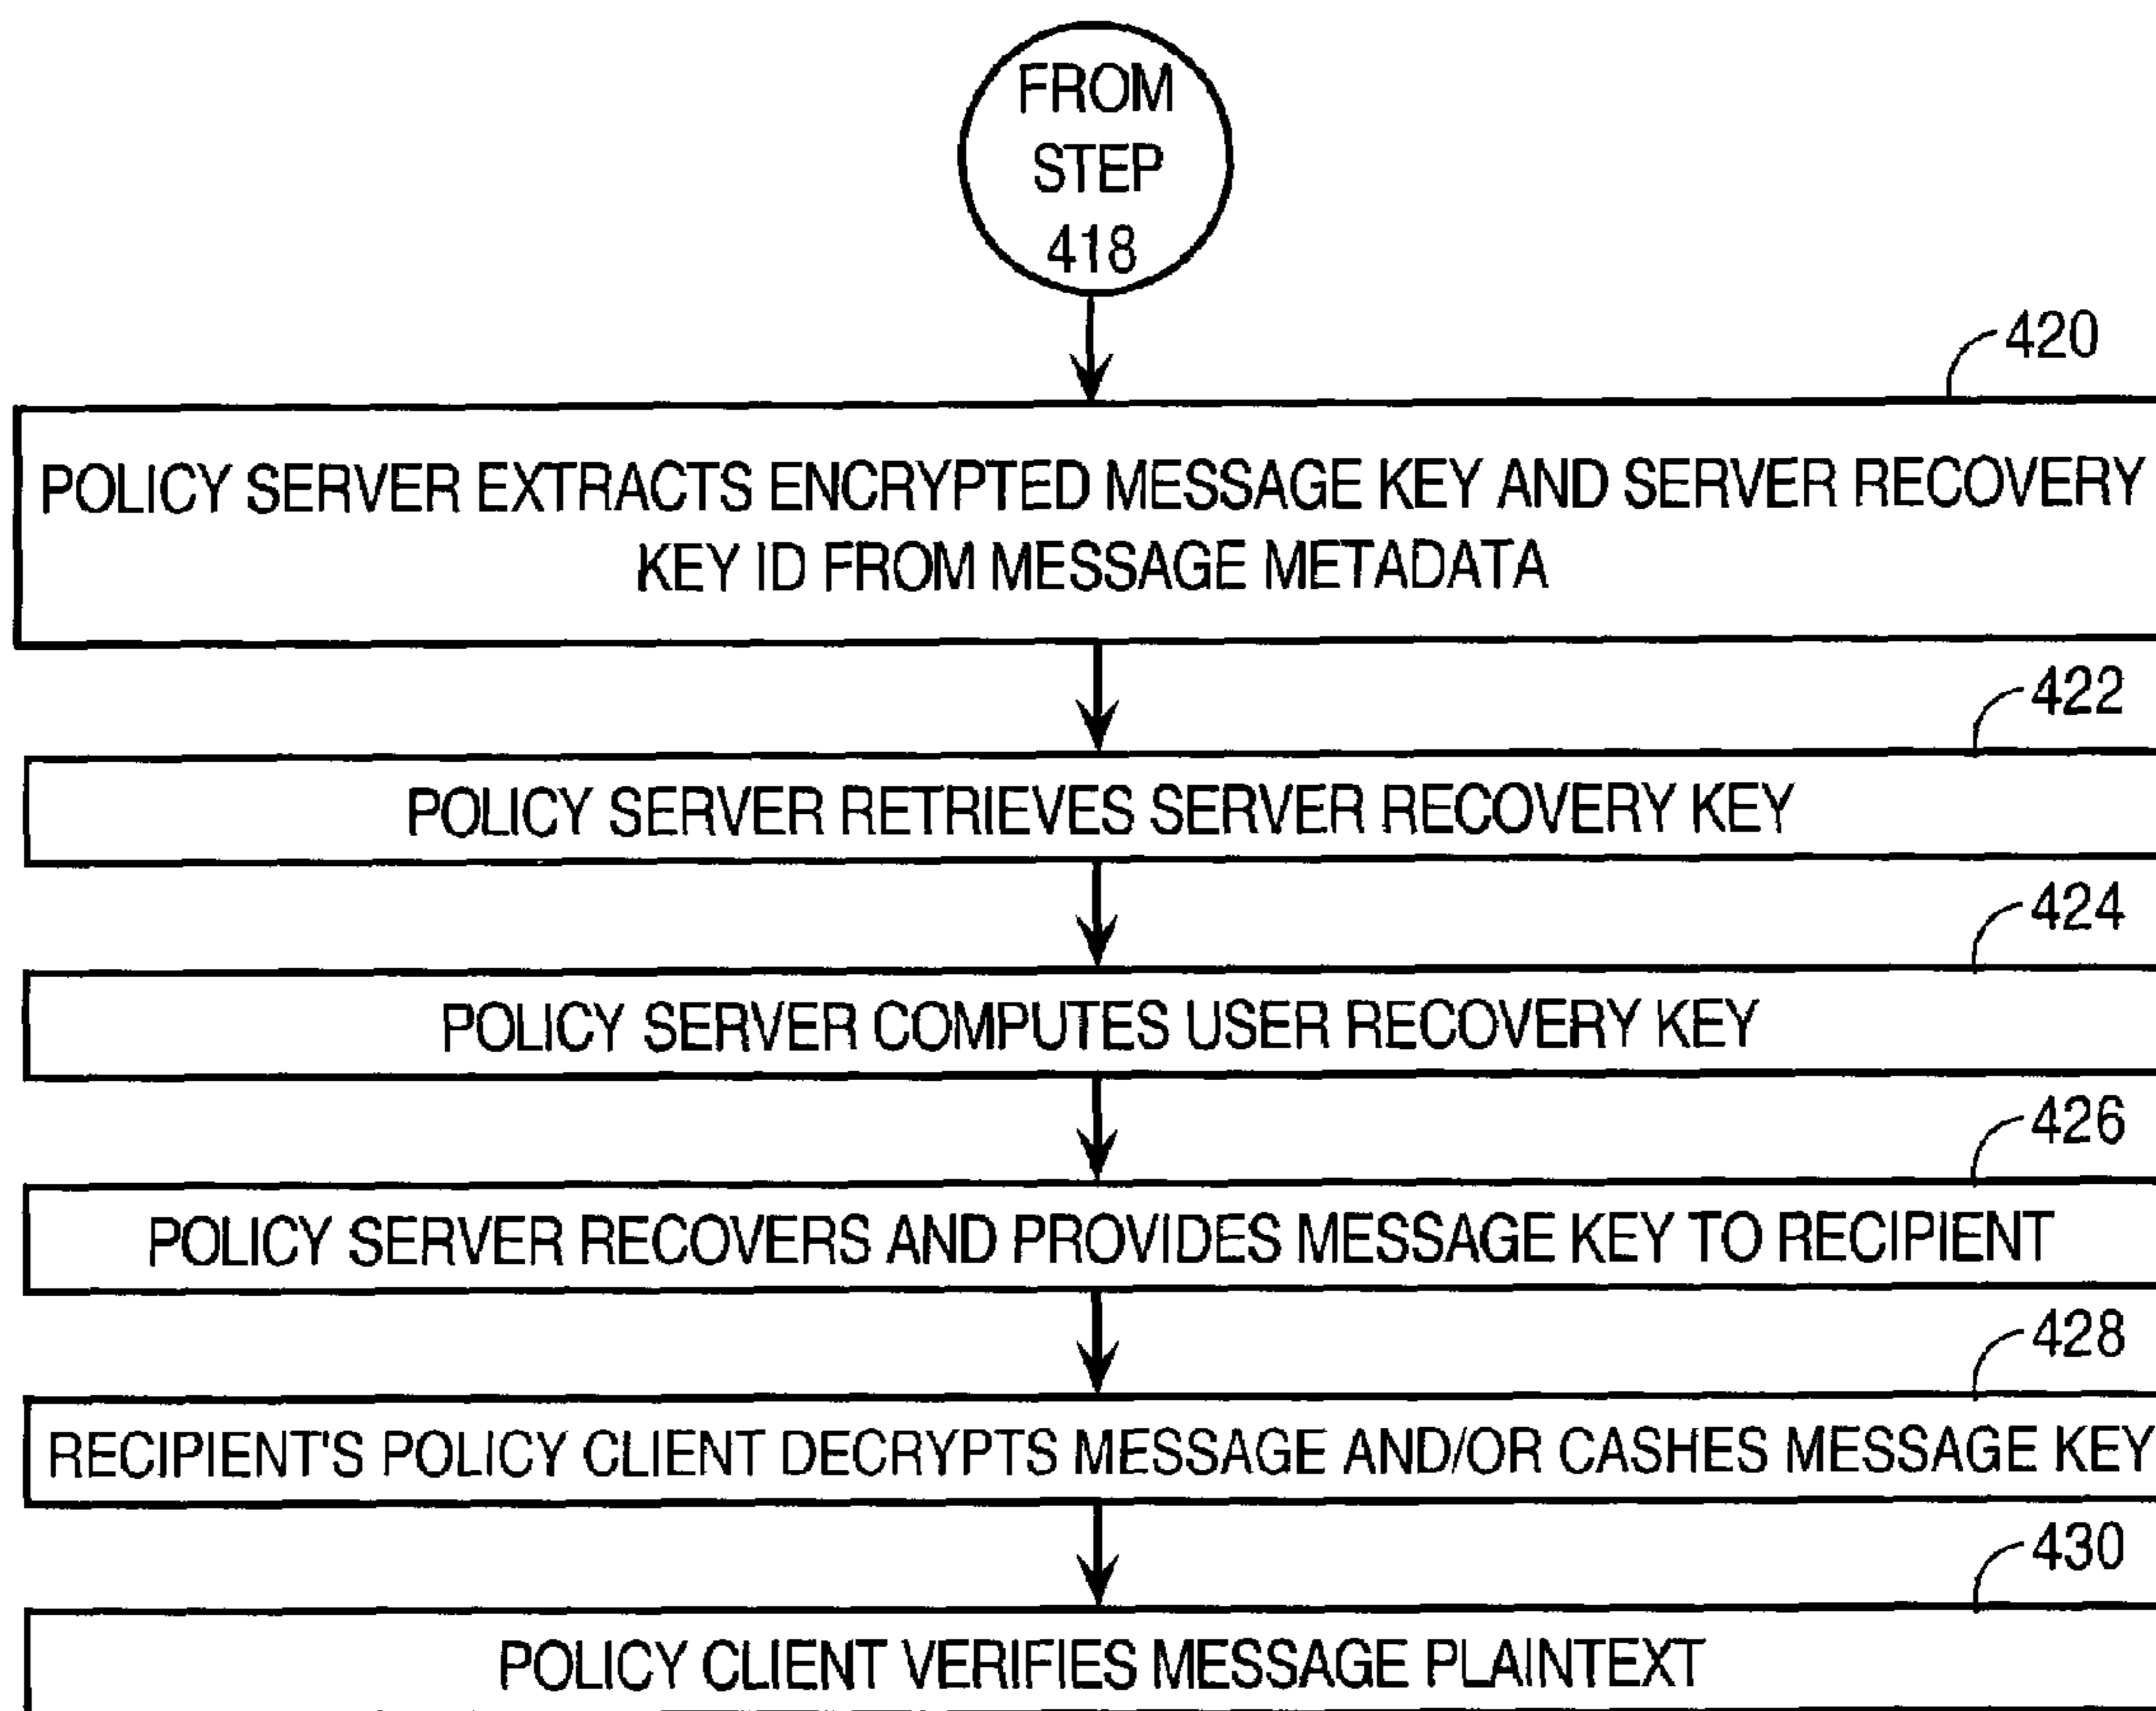 FROM
STEP
418
420
POLICY SERVER EXTRACTS ENCRYPTED MESSAGE KEY AND SERVER RECOVERY
KEY ID FROM MESSAGE METADATA
422
POLICY SERVER RETRIEVES SERVER RECOVERY KEY
424
POLICY SERVER COMPUTES USER RECOVERY KEY
426
POLICY SERVER RECOVERS AND PROVIDES MESSAGE KEY TO RECIPIENT
428
RECIPIENT'S POLICY CLIENT DECRYPTS MESSAGE AND/OR CASHES MESSAGE KEY
430
POLICY CLIENT VERIFIES MESSAGE PLAINTEXT